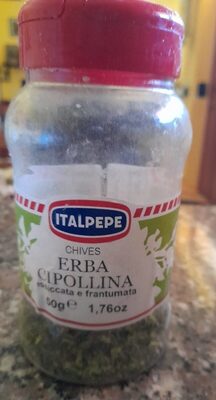 ITALPEPE
CHIVES
ERBA
CIPOLLINA
essiccata e frantumata
50g℮ 1,76oz